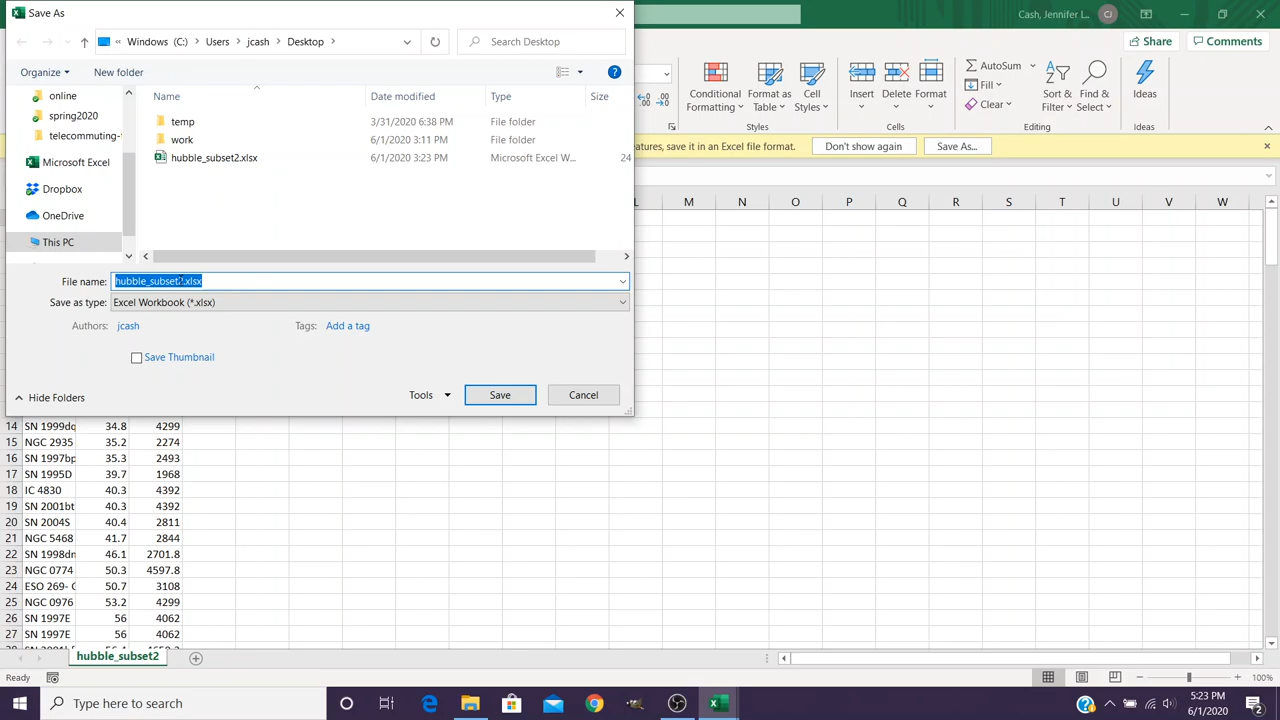 Save As
Cash, Jennifer L...
CJ
« Windows (C:) > Users > jcash > Desktop >
Search Desktop
Share
Comments
Organize
New folder
?
online
spring2020
telecommuting-
Microsoft Excel
Dropbox
OneDrive
This PC
Name
Date modified
Type
Size
temp
3/31/2020 6:38 PM
File folder
work
6/1/2020 3:11 PM
File folder
hubble_subset2.xlsx
6/1/2020 3:23 PM
Microsoft Excel W...
24
File name:
hubble_subset2.xlsx
Save as type:
Excel Workbook (*.xlsx)
Authors:
jcash
Tags:
Add a tag
Save Thumbnail
Hide Folders
Tools
Save
Cancel
Conditional
Formatting
Format as
Table
Cell
Styles
Styles
Insert
Delete
Format
Cells
AutoSum
Fill
Clear
Sort &
Filter
Find &
Select
Editing
Ideas
Ideas
eatures, save it in an Excel file format.
Don't show again
Save As...
L M N O P Q R S T U V W
14 SN 1999dq 34.8 4299
15 NGC 2935 35.2 2274
16 SN 1997bp 35.3 2493
17 SN 1995D 39.7 1968
18 IC 4830 40.3 4392
19 SN 2001bt 40.3 4392
20 SN 2004S 40.4 2811
21 NGC 5468 41.7 2844
22 SN 1998dn 46.1 2701.8
23 NGC 0774 50.3 4597.8
24 ESO 269- G 50.7 3108
25 NGC 0976 53.2 4299
26 SN 1997E 56 4062
27 SN 1997E 56 4062
hubble_subset2
Ready
100%
Type here to search
5:23 PM
6/1/2020
2